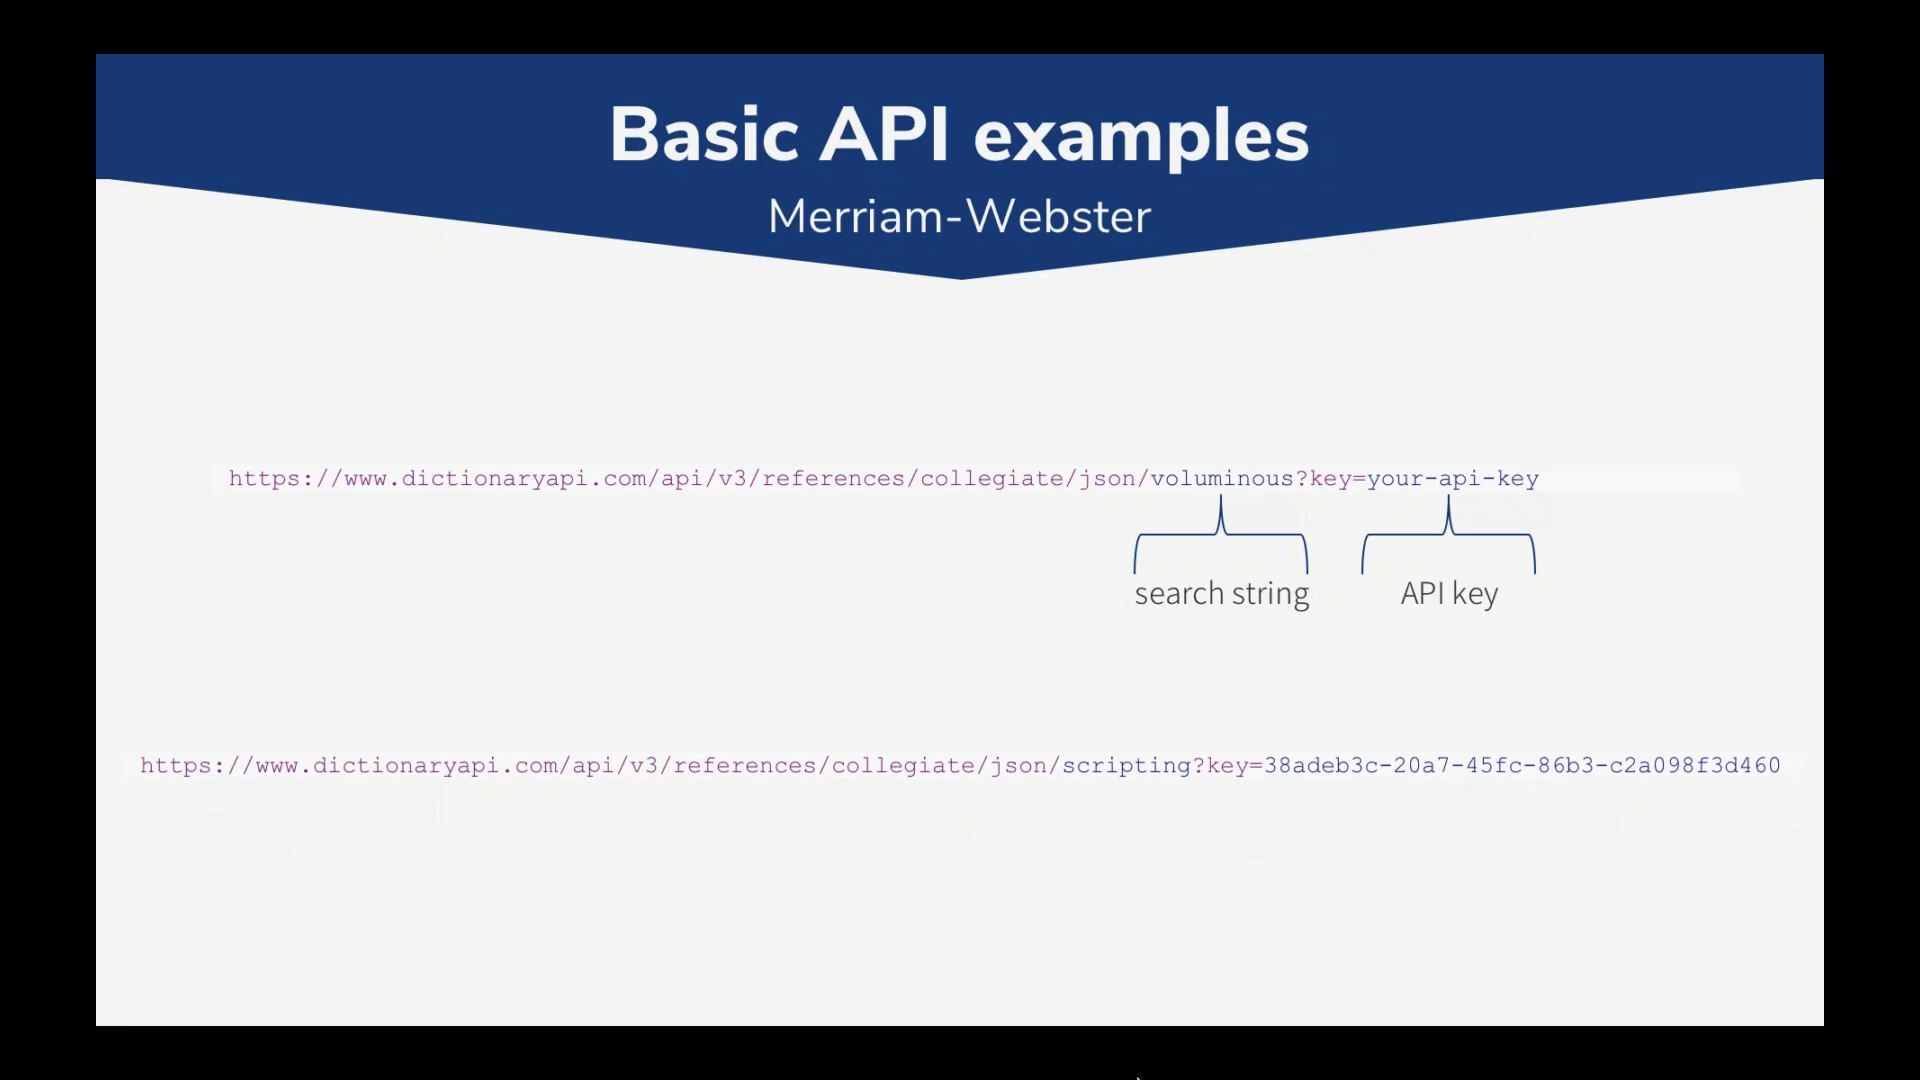 Basic API examples
Merriam-Webster
https://www.dictionaryapi.com/api/v3/references/collegiate/json/voluminous?key=your-api-key
search string API key
https://www.dictionaryapi.com/api/v3/references/collegiate/json/scripting?key=38adeb3c-20a7-45fc-86b3-c2a098f3d460